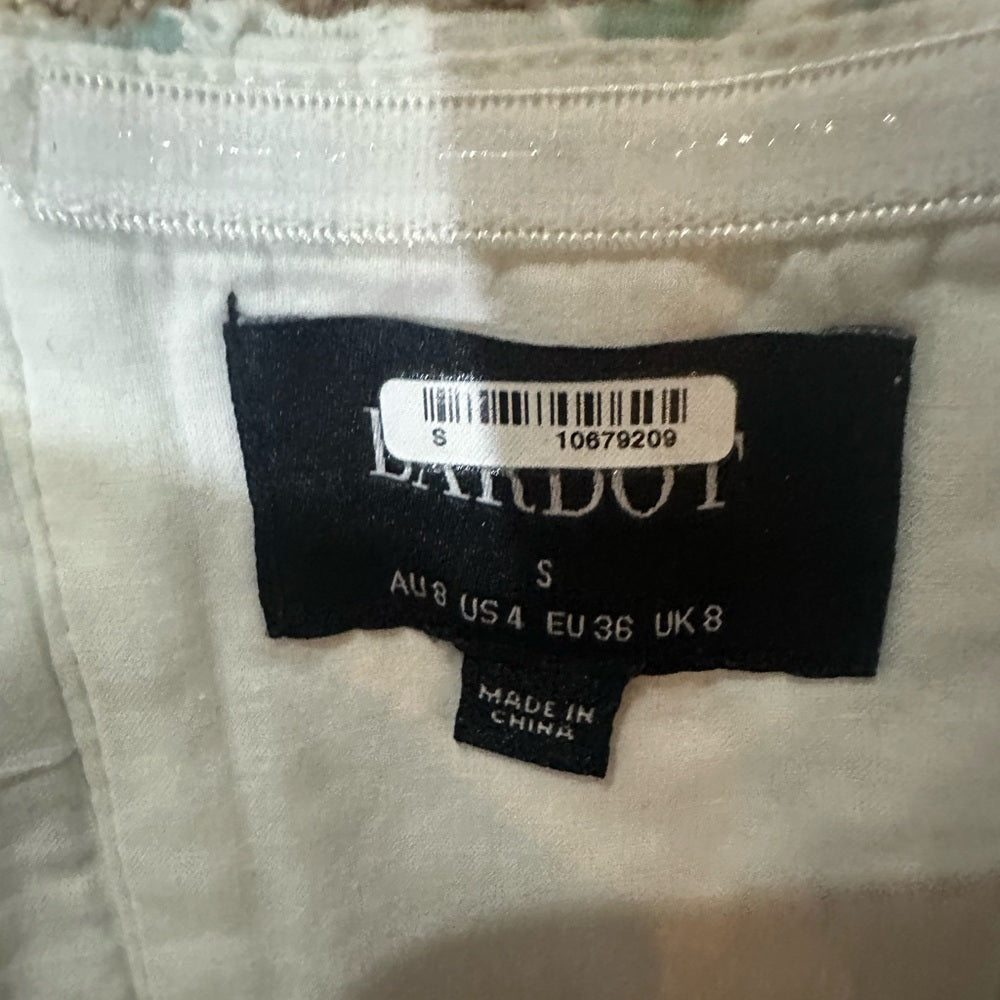 S 10679209
BARDOT
S
AU 8 US 4 EU 36 UK 8
MADE IN
CHINA